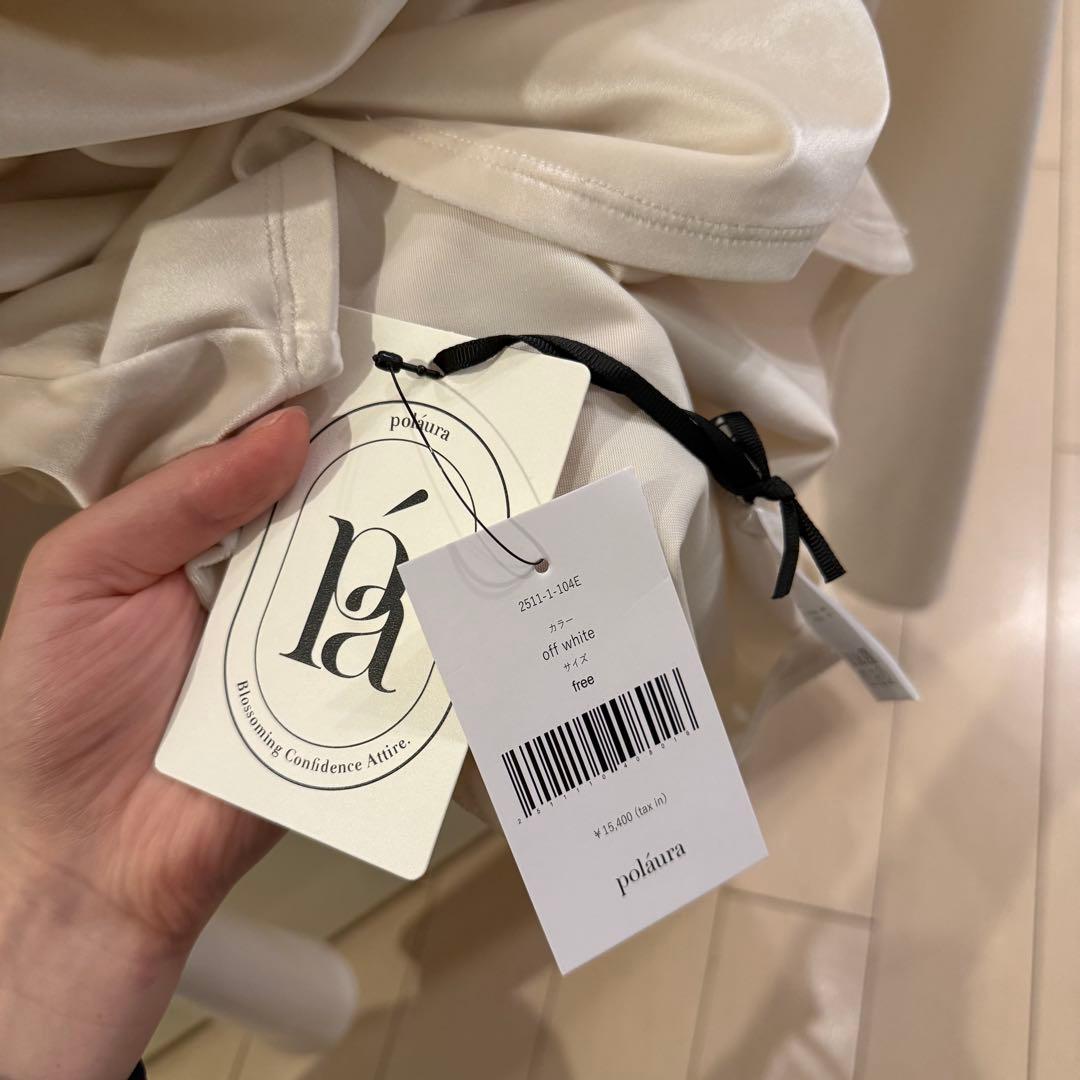 poláura
pá
Blossoming Confidence Attire.
2511-1-104E
カラー
off white
サイズ
free
¥15,400 (tax in)
poláura